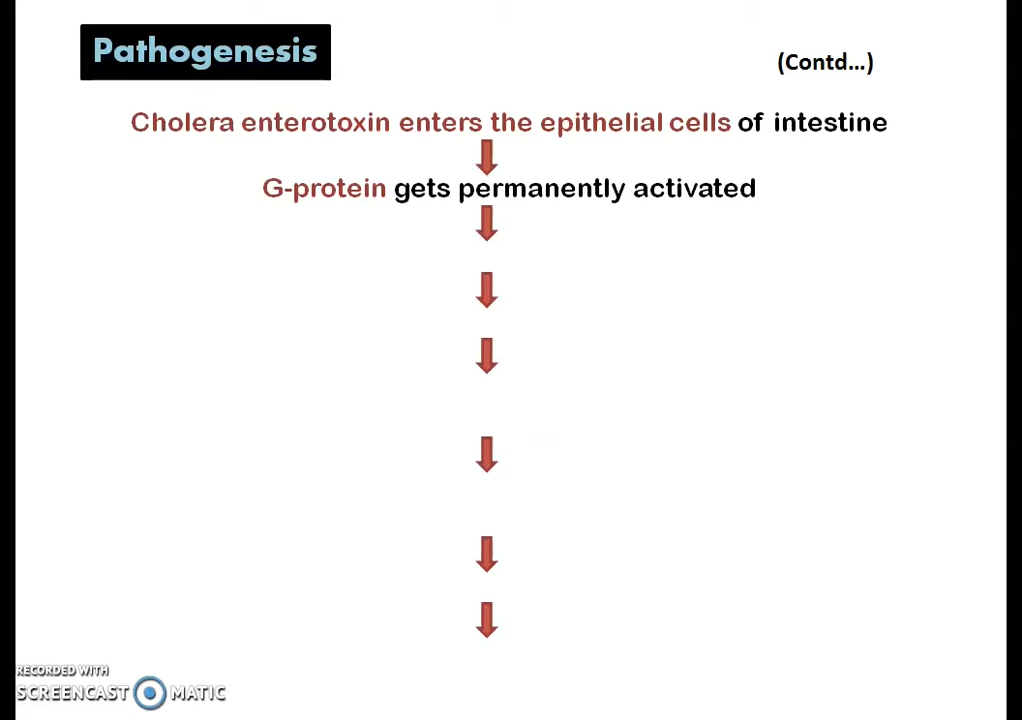 Pathogenesis
(Contd...)
Cholera enterotoxin enters the epithelial cells of intestine
G-protein gets permanently activated
RECORDED WITH
SCREENCAST MATIC